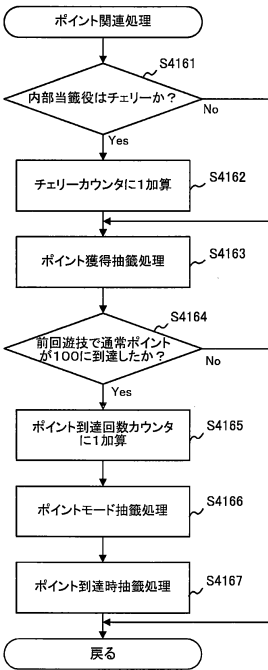 ポイント関連処理
S4161
内部当籤役はチェリーか？
No
Yes
チェリーカウンタに1加算
S4162
ポイント獲得抽籤処理
S4163
S4164
前回遊技で通常ポイント
が100に到達したか？
No
Yes
ポイント到達回数カウンタ
に1加算
S4165
ポイントモード抽籤処理
S4166
ポイント到達時抽籤処理
S4167
戻る